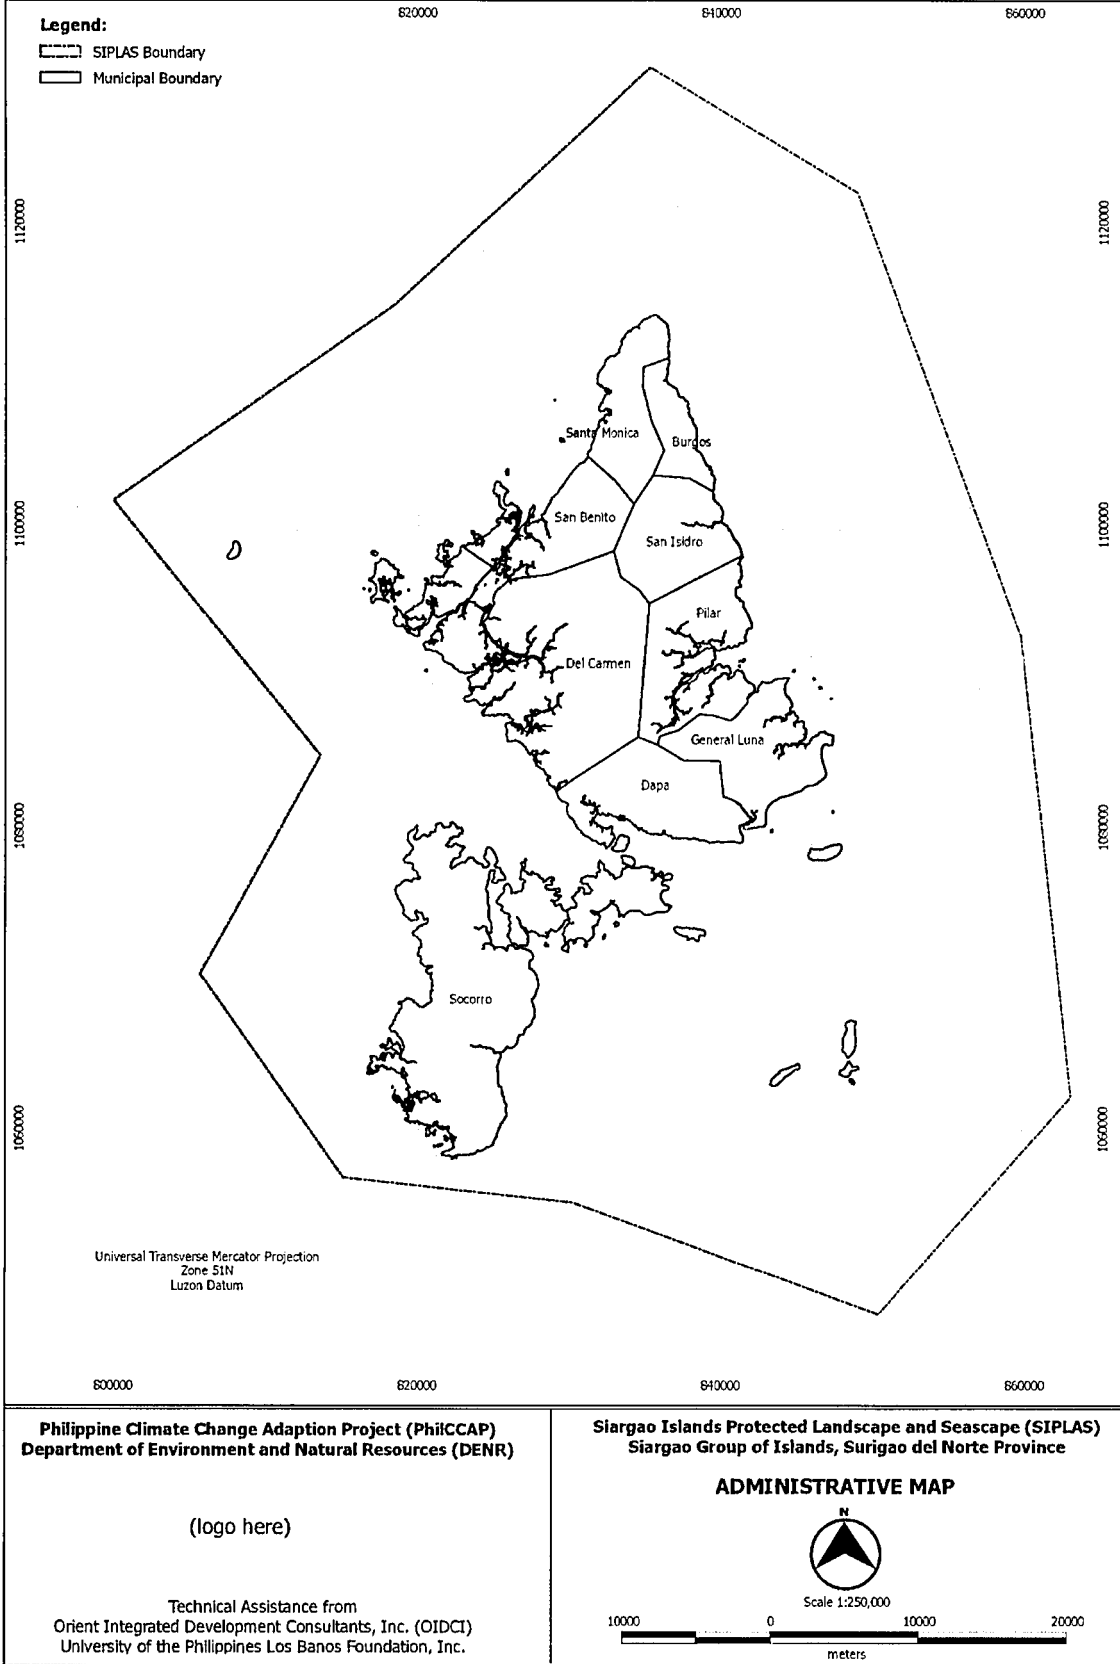 820000
840000
860000
Legend:
SIPLAS Boundary
Municipal Boundary
1120000
1120000
Santa Monica
Burgos
San Benito
1100000
1100000
San Isidro
Pilar
Del Carmen
General Luna
Dapa
1080000
1080000
Socorro
1060000
1060000
Universal Transverse Mercator Projection
Zone 51N
Luzon Datum
800000
820000
840000
860000
Philippine Climate Change Adaption Project (PhilCCAP)
Department of Environment and Natural Resources (DENR)
(logo here)
Technical Assistance from
Orient Integrated Development Consultants, Inc. (OIDCI)
University of the Philippines Los Banos Foundation, Inc.
Siargao Islands Protected Landscape and Seascape (SIPLAS)
Siargao Group of Islands, Surigao del Norte Province
ADMINISTRATIVE MAP
N
Scale 1:250,000
10000 0 10000 20000
meters